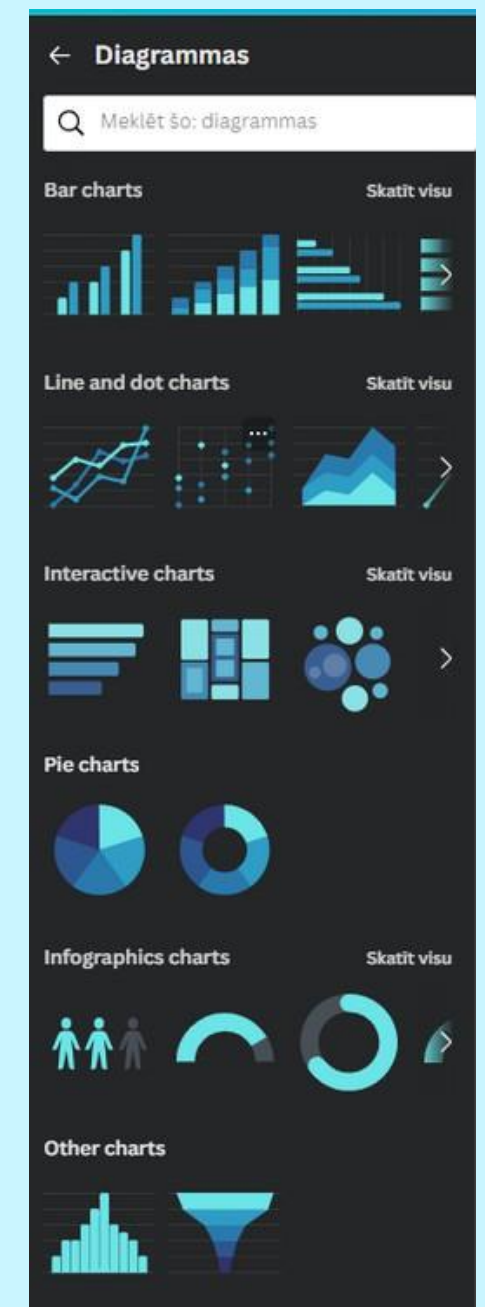 Diagrammas
Meklēt šo: diagrammas
Bar charts Skatīt visu
Line and dot charts Skatīt visu
Interactive charts Skatīt visu
Pie charts
Infographics charts Skatīt visu
Other charts